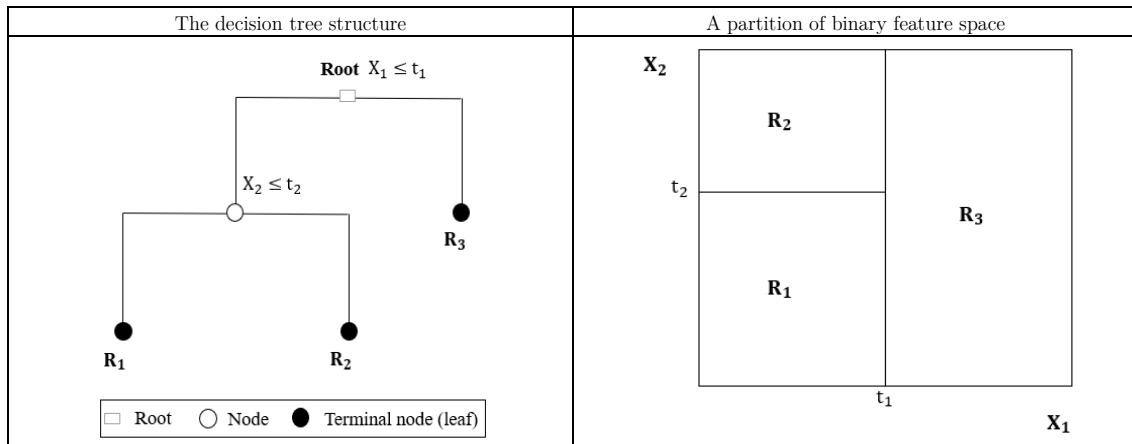 The decision tree structure
A partition of binary feature space
Root X₁ ≤ t₁
X₂ ≤ t₂
R₃
R₁
R₂
Root Node Terminal node (leaf)
X₂
R₂
t₂
R₃
R₁
t₁
X₁